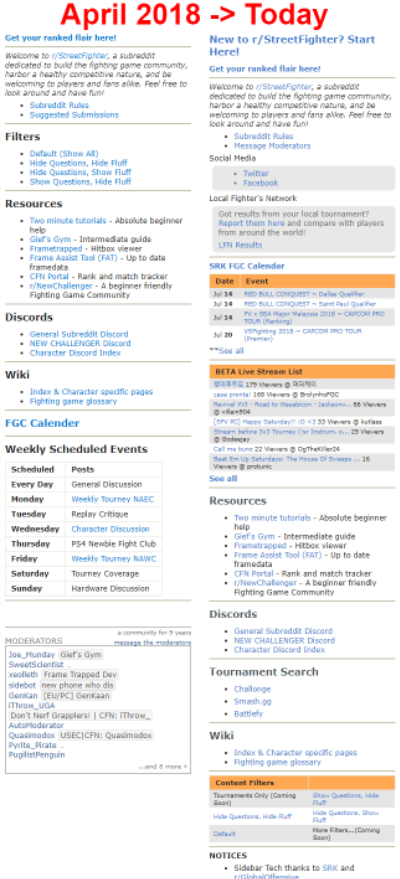 April 2018 -> Today
Get your ranked flair here!
Welcome to r/StreetFighter, a subreddit
dedicated to build the fighting game community,
harbor a healthy competitive nature, and be
welcoming to players and fans alike. Feel free to
look around and have fun!
Subreddit Rules
Suggested Submissions
Filters
Default (Show All)
Hide Questions, Hide Fluff
Hide Questions, Show Fluff
Show Questions, Hide Fluff
Resources
Two minute tutorials - Absolute beginner
help
Gief's Gym - Intermediate guide
Frametrapped - Hitbox viewer
Frame Assist Tool (FAT) - Up to date
framedata
CFN Portal - Rank and match tracker
r/NewChallenger - A beginner friendly
Fighting Game Community
Discords
General Subreddit Discord
NEW CHALLENGER Discord
Character Discord Index
Wiki
Index & Character specific pages
Fighting game glossary
FGC Calendar
Weekly Scheduled Events
Scheduled Posts
Every Day General Discussion
Monday Weekly Tourney NAEC
Tuesday Replay Critique
Wednesday Character Discussion
Thursday PS4 Newbie Fight Club
Friday Weekly Tourney NAWC
Saturday Tourney Coverage
Sunday Hardware Discussion
a community for 9 years
MODERATORS message the moderators
Joe_Munday Gief's Gym
SweetScientist .
xeolleth Frame Trapped Dev
sidebot new phone who dis
GenKan [EU/PC] GenKaan
iThrow_UGA
Don't Nerf Grapplers! | CFN: iThrow_
AutoModerator
Quasimodox USEC|CFN: Quasimodox
Pyrite_Pirate .
PugilistPenguin
...and 8 more »
New to r/StreetFighter? Start
Here!
Get your ranked flair here!
Welcome to r/StreetFighter, a subreddit
dedicated to build the fighting game community,
harbor a healthy competitive nature, and be
welcoming to players and fans alike. Feel free to
look around and have fun!
Subreddit Rules
Message Moderators
Social Media
Twitter
Facebook
Local Fighter's Network
Got results from your local tournament?
Report them here and compare with players
from around the world!
LFN Results
SRK FGC Calendar
Date Event
Jul 14 RED BULL CONQUEST ~ Dallas Qualifier
Jul 14 RED BULL CONQUEST ~ Saint Paul Qualifier
Jul 14 FV x SEA Major Malaysia 2018 ~ CAPCOM PRO
TOUR (Ranking)
Jul 20 VSFighting 2018 ~ CAPCOM PRO TOUR
(Premier)
**See all
BETA Live Stream List
179 Viewers @
casa pronta! 166 Viewers @ BrolynhoFGC
Revival XVI - Road to 66 Viewers
@ villain904
[SFV PC] Happy Saturday!! :D <3 33 Viewers @ kutless
Stream before 3v3 Tourney 25 Viewers
@ Godeejay
Call me bunz 22 Viewers @ OgTheKiller24
Beat Em Up Saturdays! The House Of Sweeps ... 16
Viewers @ protunic
See all
Resources
Two minute tutorials - Absolute beginner
help
Gief's Gym - Intermediate guide
Frametrapped - Hitbox viewer
Frame Assist Tool (FAT) - Up to date
framedata
CFN Portal - Rank and match tracker
r/NewChallenger - A beginner friendly
Fighting Game Community
Discords
General Subreddit Discord
NEW CHALLENGER Discord
Character Discord Index
Tournament Search
Challonge
Smash.gg
Battlefy
Wiki
Index & Character specific pages
Fighting game glossary
Content Filters
Tournaments Only (Coming Soon) Show Questions, Hide Fluff
Hide Questions, Hide Fluff Hide Questions, Show Fluff
Default More Filters...(Coming Soon)
NOTICES
Sidebar Tech thanks to SRK and
r/GlobalOffensive